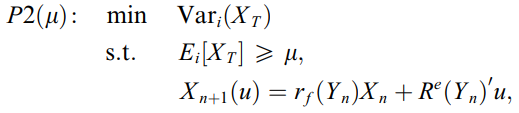 P2(μ): min Var_i(X_T)
s.t. E_i[X_T] ⩾ μ,
X_{n+1}(u) = r_f(Y_n)X_n + R^e(Y_n)′u,